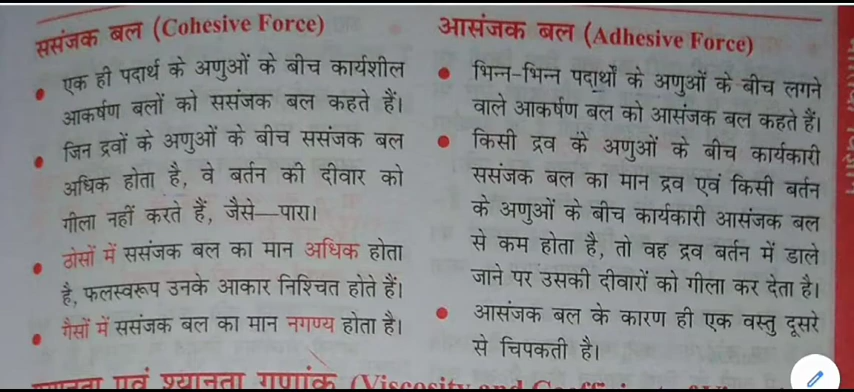 ससंजक बल (Cohesive Force)
एक ही पदार्थ के अणुओं के बीच कार्यशील
आकर्षण बलों को ससंजक बल कहते हैं।
जिन द्रवों के अणुओं के बीच ससंजक बल
अधिक होता है, वे बर्तन की दीवार को
गीला नहीं करते हैं, जैसे—पारा।
ठोसों में ससंजक बल का मान अधिक होता
है, फलस्वरूप उनके आकार निश्चित होते हैं।
गैसों में ससंजक बल का मान नगण्य होता है।
आसंजक बल (Adhesive Force)
भिन्न-भिन्न पदार्थों के अणुओं के बीच लगने
वाले आकर्षण बल को आसंजक बल कहते हैं।
किसी द्रव के अणुओं के बीच कार्यकारी
ससंजक बल का मान द्रव एवं किसी बर्तन
के अणुओं के बीच कार्यकारी आसंजक बल
से कम होता है, तो वह द्रव बर्तन में डाले
जाने पर उसकी दीवारों को गीला कर देता है।
आसंजक बल के कारण ही एक वस्तु दूसरे
से चिपकती है।
एवं श्यानता गुणांक (Viscosity and